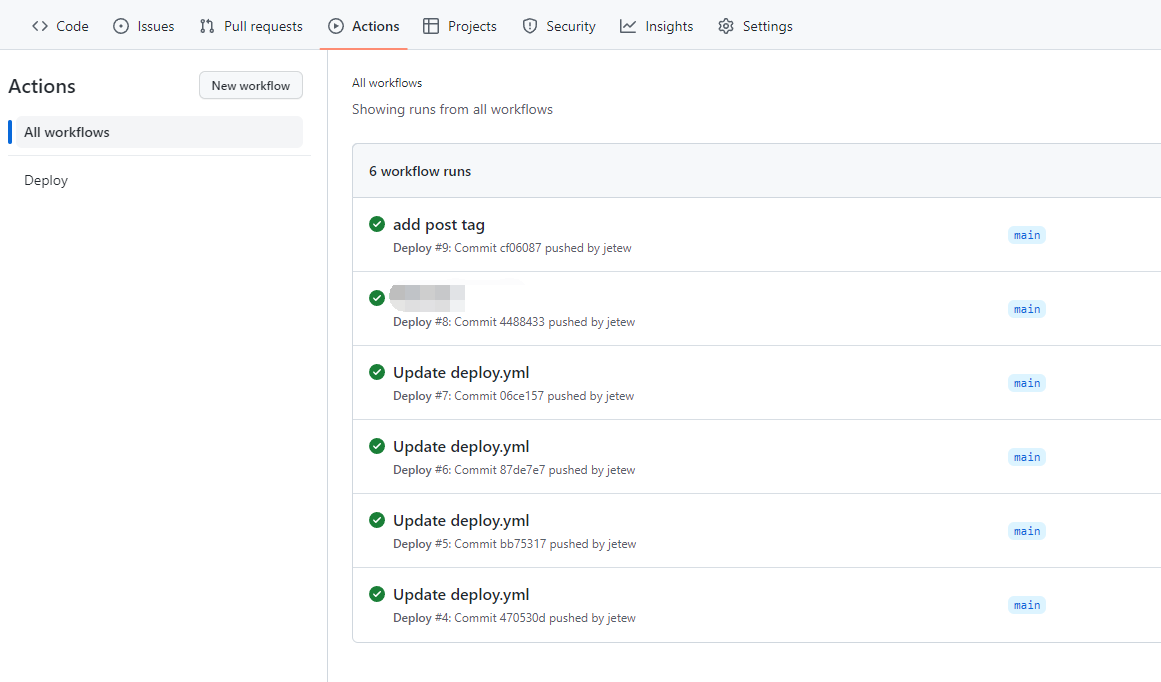 Code Issues Pull requests Actions Projects Security Insights Settings
Actions
New workflow
All workflows
Deploy
All workflows
Showing runs from all workflows
6 workflow runs
add post tag
main
Deploy #9: Commit cf06087 pushed by jetew
main
Deploy #8: Commit 4488433 pushed by jetew
Update deploy.yml
main
Deploy #7: Commit 06ce157 pushed by jetew
Update deploy.yml
main
Deploy #6: Commit 87de7e7 pushed by jetew
Update deploy.yml
main
Deploy #5: Commit bb75317 pushed by jetew
Update deploy.yml
main
Deploy #4: Commit 470530d pushed by jetew